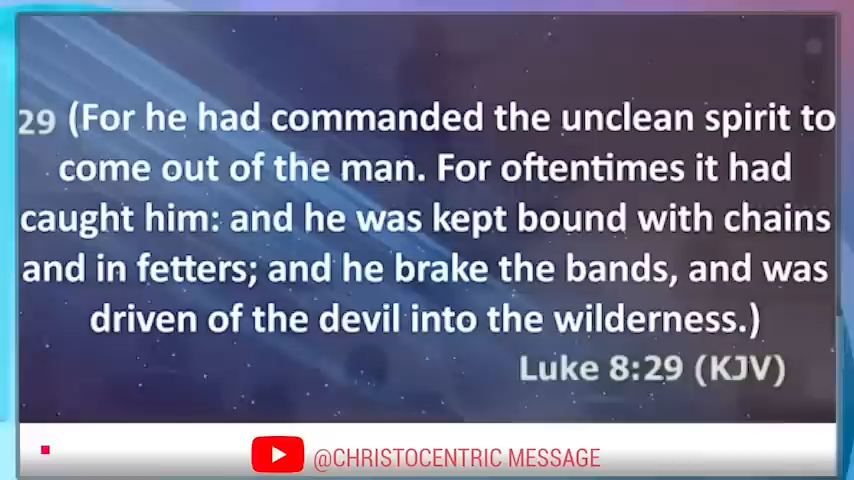 29 (For he had commanded the unclean spirit to
come out of the man. For oftentimes it had
caught him: and he was kept bound with chains
and in fetters; and he brake the bands, and was
driven of the devil into the wilderness.)
Luke 8:29 (KJV)
@CHRISTOCENTRIC MESSAGE